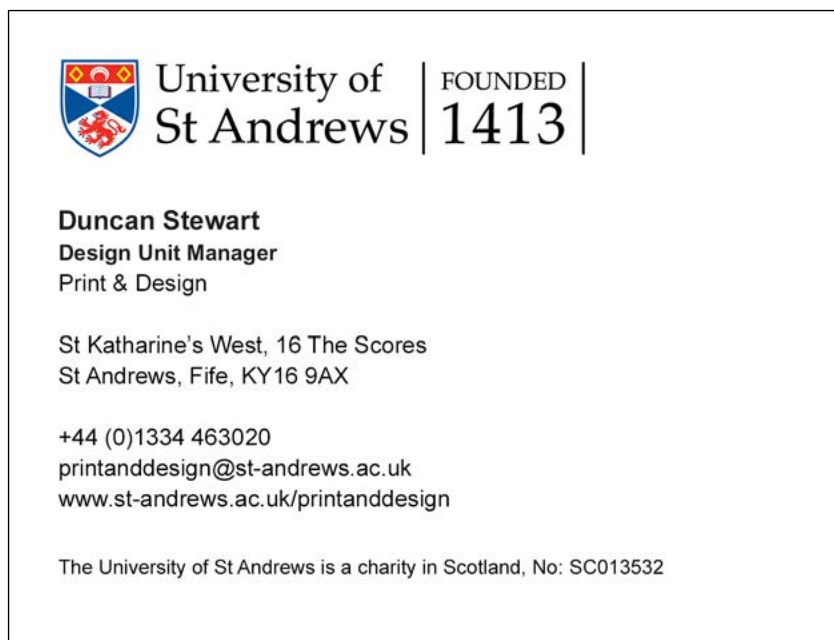 University of
St Andrews
FOUNDED
1413
Duncan Stewart
Design Unit Manager
Print & Design
St Katharine’s West, 16 The Scores
St Andrews, Fife, KY16 9AX
+44 (0)1334 463020
printanddesign@st-andrews.ac.uk
www.st-andrews.ac.uk/printanddesign
The University of St Andrews is a charity in Scotland, No: SC013532